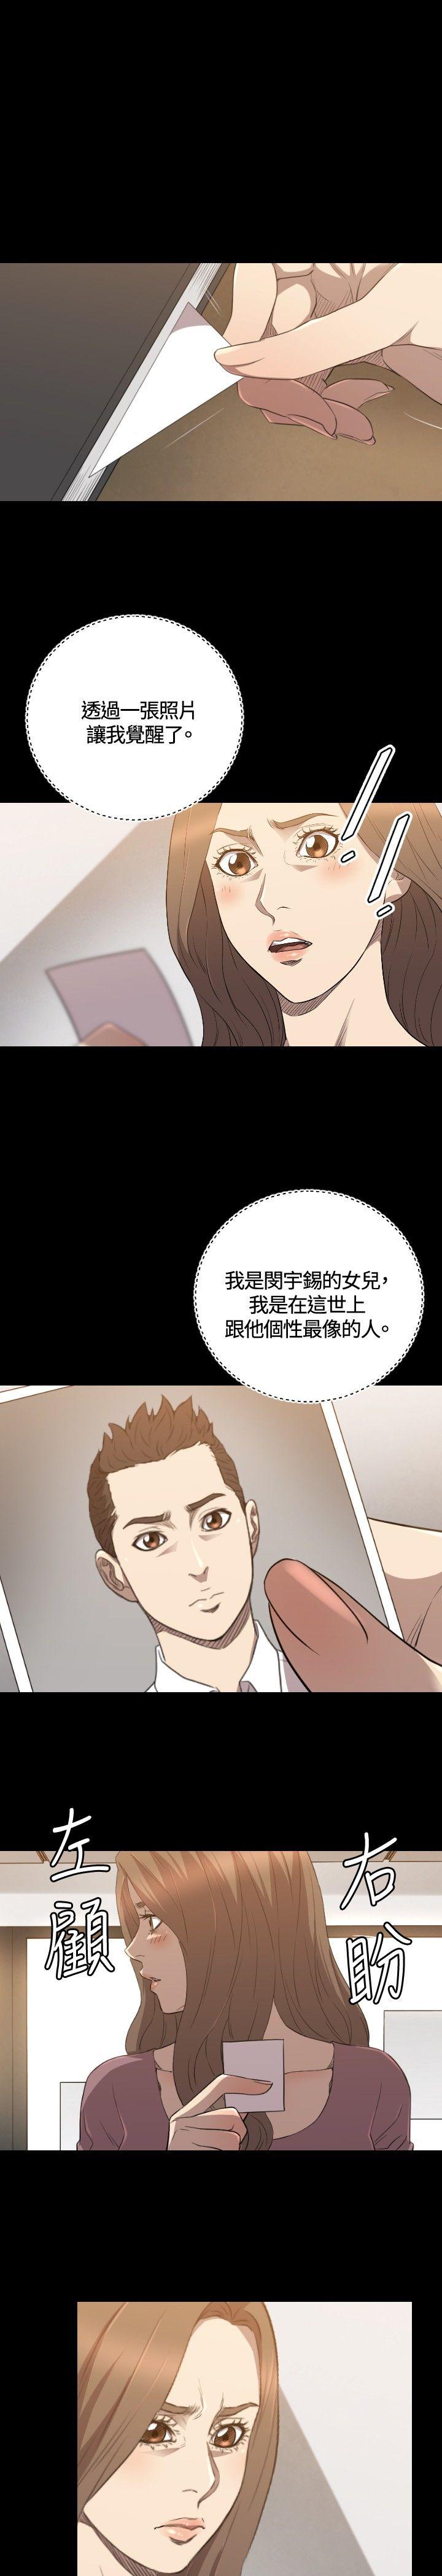 透過一張照片
讓我覺醒了。
我是閔宇錫的女兒，
我是在這世上
跟他個性最像的人。
左顧
右盼